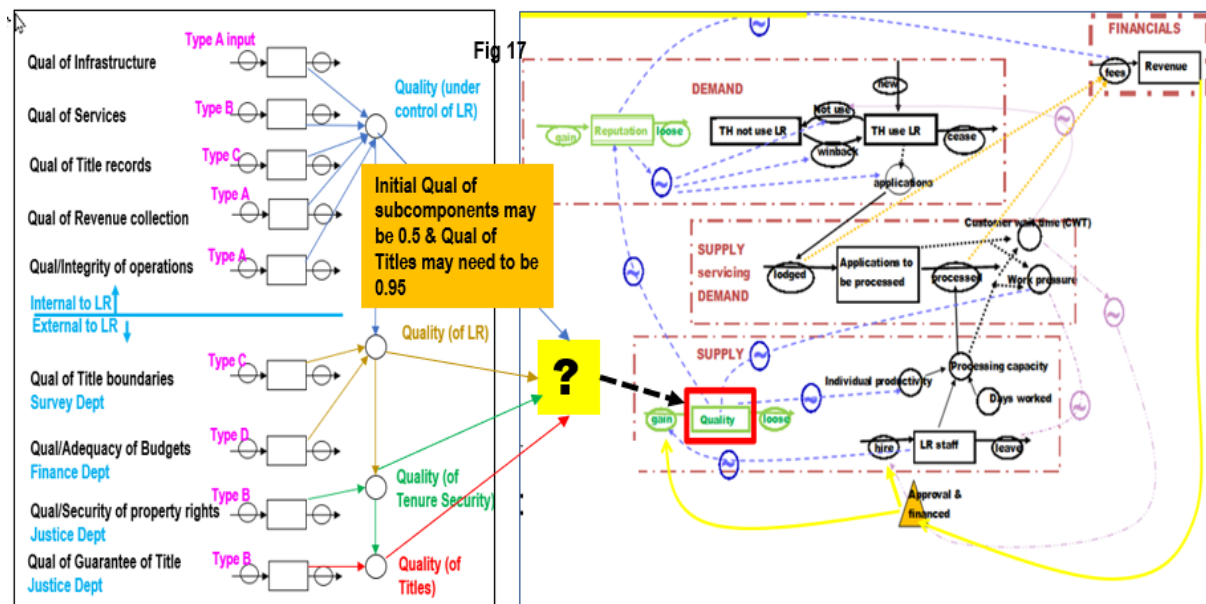 Fig 17
Type A input
Qual of Infrastructure
Quality (under
control of LR)
Type B
Qual of Services
Type C
Qual of Title records
Type A
Qual of Revenue collection
Type A
Qual/Integrity of operations
Internal to LR
External to LR
Quality (of LR)
Type C
Qual of Title boundaries
Survey Dept
Type D
Qual/Adequacy of Budgets
Finance Dept
Quality (of
Tenure Security)
Type B
Qual/Security of property rights
Justice Dept
Type B
Qual of Guarantee of Title
Justice Dept
Quality (of
Titles)
Initial Qual of
subcomponents may
be 0.5 & Qual of
Titles may need to be
0.95
?
FINANCIALS
fees
Revenue
DEMAND
new
gain
Reputation
loose
TH not use LR
Not use
winback
TH use LR
cease
applications
Customer wait time (CWT)
SUPPLY
servicing
DEMAND
lodged
Applications to
be processed
processed
Work pressure
SUPPLY
Individual productivity
Processing capacity
Days worked
gain
Quality
loose
hire
LR staff
leave
Approval &
financed
: